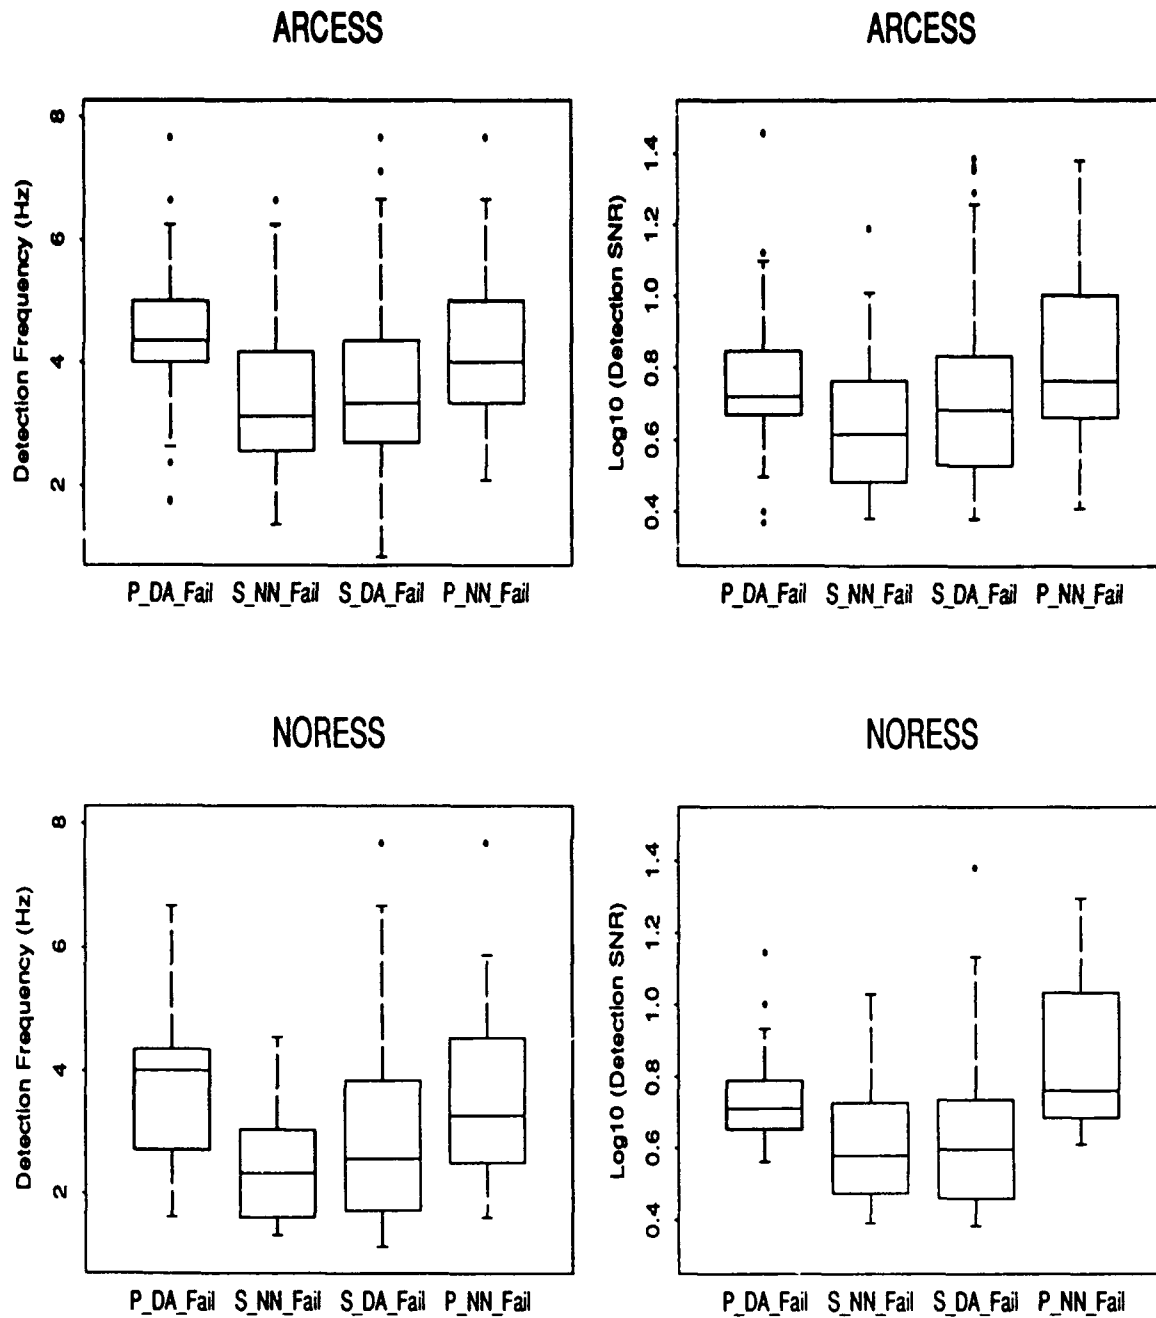 ARCESS
Detection Frequency (Hz)
8
6
4
2
P_DA_Fail S_NN_Fail S_DA_Fail P_NN_Fail
ARCESS
Log10 (Detection SNR)
1.4
1.2
1.0
0.8
0.6
0.4
P_DA_Fail S_NN_Fail S_DA_Fail P_NN_Fail
NORESS
Detection Frequency (Hz)
8
6
4
2
P_DA_Fail S_NN_Fail S_DA_Fail P_NN_Fail
NORESS
Log10 (Detection SNR)
1.4
1.2
1.0
0.8
0.6
0.4
P_DA_Fail S_NN_Fail S_DA_Fail P_NN_Fail